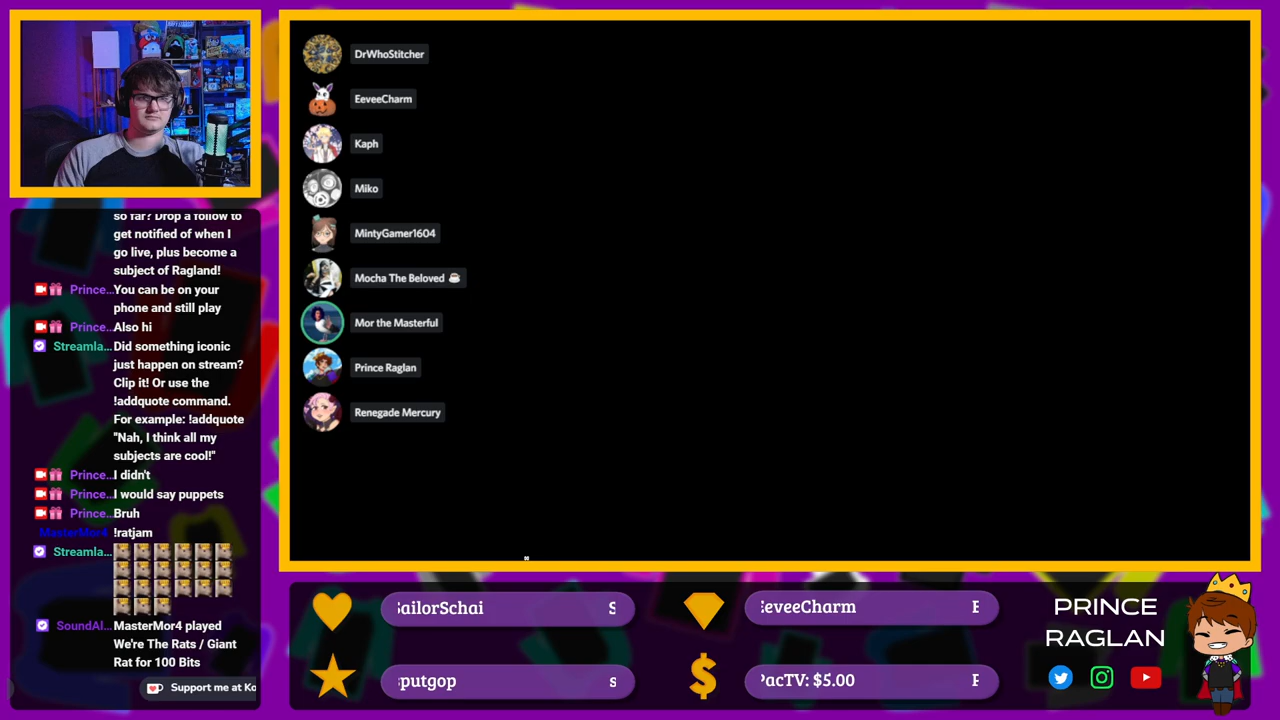 DrWhoStitcher
EeveeCharm
Kaph
Miko
MintyGamer1604
Mocha The Beloved ☕
Mor the Masterful
Prince Raglan
Renegade Mercury
so far? Drop a follow to
get notified of when I
go live, plus become a
subject of Ragland!
Prince... You can be on your
phone and still play
Prince... Also hi
Streamla... Did something iconic
just happen on stream?
Clip it! Or use the
!addquote command.
For example: !addquote
"Nah, I think all my
subjects are cool!"
Prince... I didn't
Prince... I would say puppets
Prince... Bruh
MasterMor4 !ratjam
Streamla...
SoundAl... MasterMor4 played
We're The Rats / Giant
Rat for 100 Bits
Support me at Ko
SailorSchai S
EeveeCharm E
putgop s
PacTV: $5.00 F
PRINCE
RAGLAN